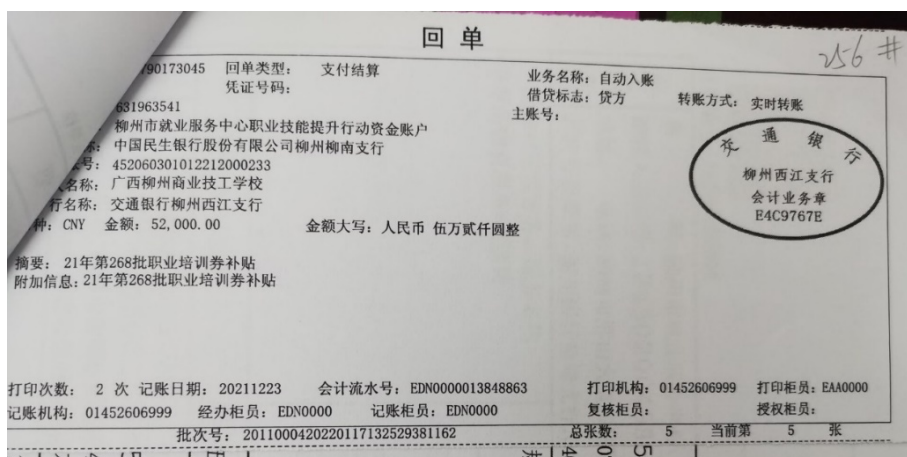 回单
256 #
790173045 回单类型： 支付结算 业务名称：自动入账
凭证号码： 借贷标志：贷方 转账方式：实时转账
631963541 主账号：
柳州市就业服务中心职业技能提升行动资金账户
中国民生银行股份有限公司柳州柳南支行
号：452060301012212000233
名称：广西柳州商业技工学校
行名称：交通银行柳州西江支行
种：CNY 金额：52,000.00 金额大写：人民币 伍万贰仟圆整
交通银行
柳州西江支行
会计业务章
E4C9767E
摘要：21年第268批职业培训券补贴
附加信息：21年第268批职业培训券补贴
打印次数： 2 次 记账日期：20211223 会计流水号：EDN0000013848863 打印机构：01452606999 打印柜员：EAA0000
记账机构：01452606999 经办柜员：EDN0000 记账柜员：EDN0000 复核柜员： 授权柜员：
批次号：20110004202201171325293811​62 总张数： 5 当前第 5 张